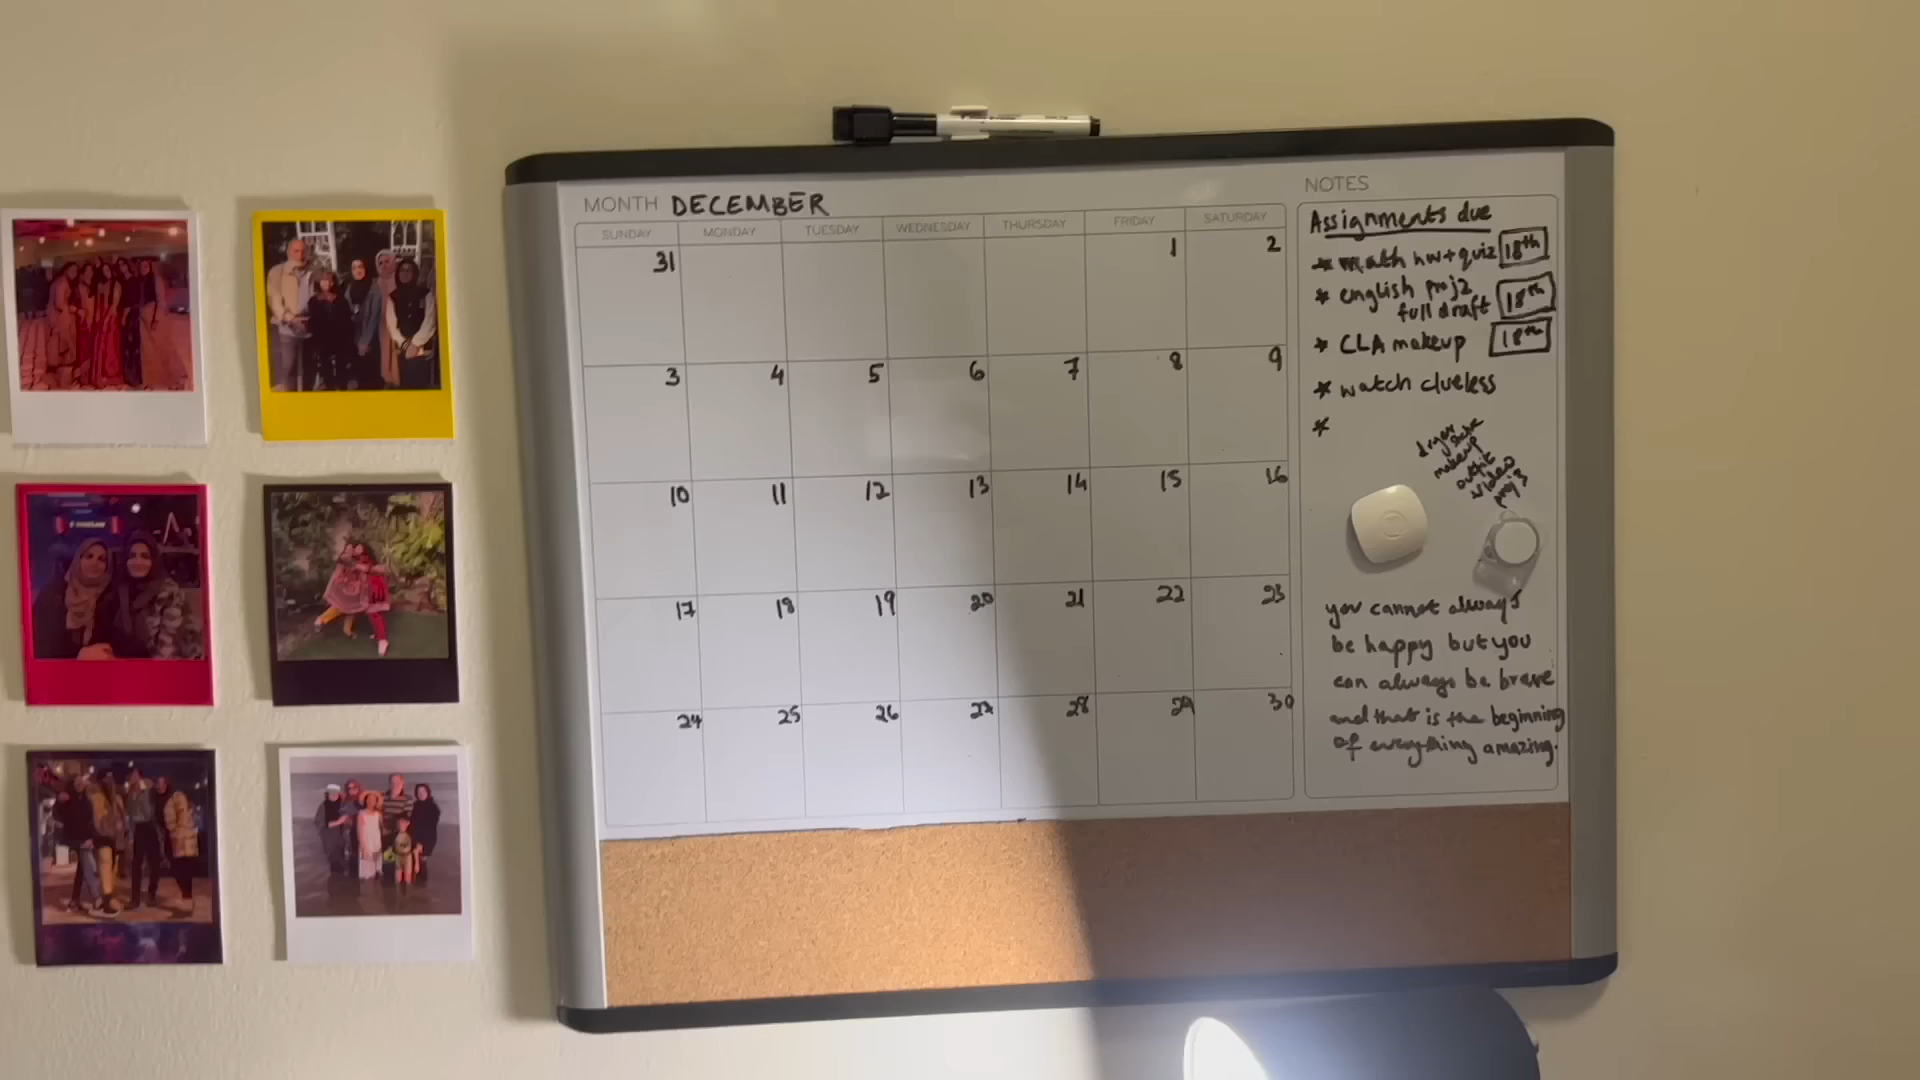 MONTH DECEMBER
SUNDAY MONDAY TUESDAY WEDNESDAY THURSDAY FRIDAY SATURDAY
31 1 2
3 4 5 6 7 8 9
10 11 12 13 14 15 16
17 18 19 20 21 22 23
24 25 26 27 28 29 30
NOTES
Assignments due
* math hw+quiz 18th
* english proj2
full draft 18th
* CLA makeup 18th
* watch clueless
*
makeup
outfit
video
proj3
you cannot always
be happy but you
can always be brave
and that is the beginning
of everything amazing.